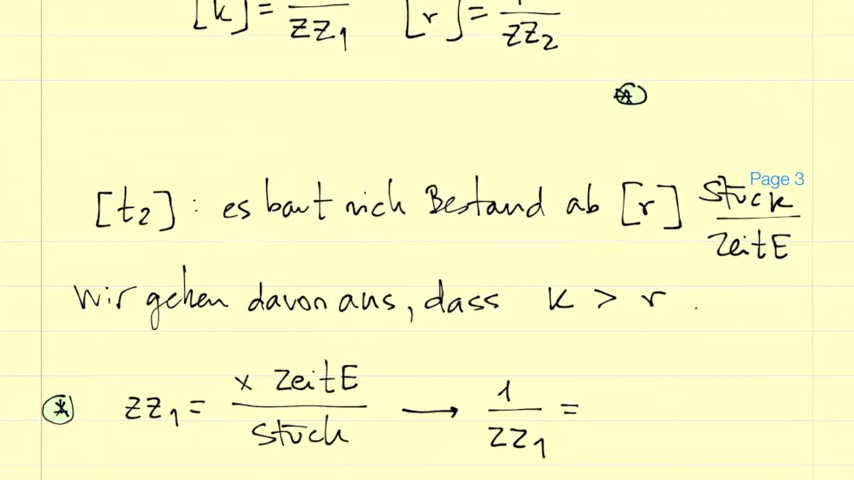 [k] = 1/ZZ₁ [r] = 1/ZZ₂
Page 3
[t₂] : es baut sich Bestand ab [r] Stück/ZeitE
Wir gehen davon aus, dass k > r .
* ZZ₁ = x ZeitE/Stück → 1/ZZ₁ =